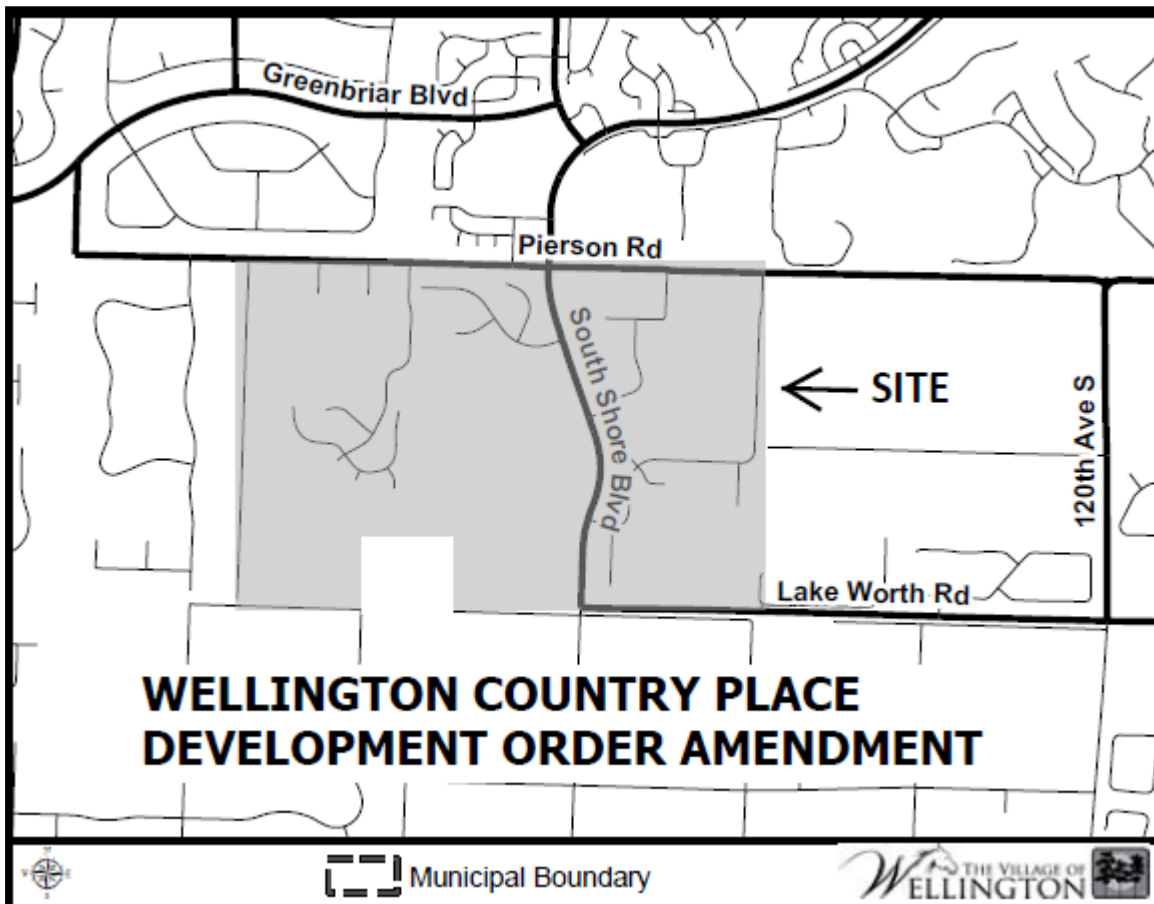 Greenbriar Blvd
Pierson Rd
South Shore Blvd
SITE
120th Ave S
Lake Worth Rd
WELLINGTON COUNTRY PLACE
DEVELOPMENT ORDER AMENDMENT
Municipal Boundary
THE VILLAGE OF
WELLINGTON